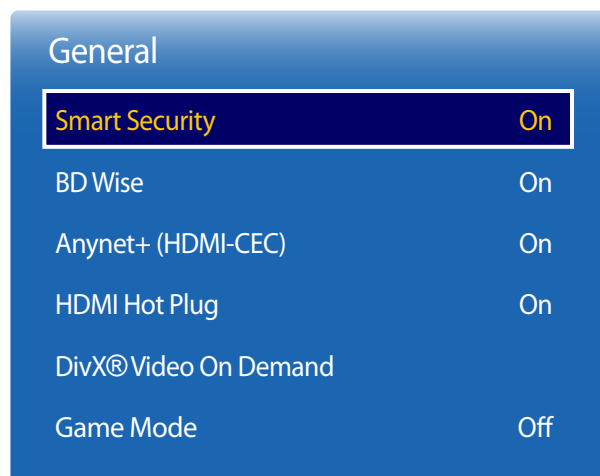 General
Smart Security On
BD Wise On
Anynet+ (HDMI-CEC) On
HDMI Hot Plug On
DivX® Video On Demand
Game Mode Off